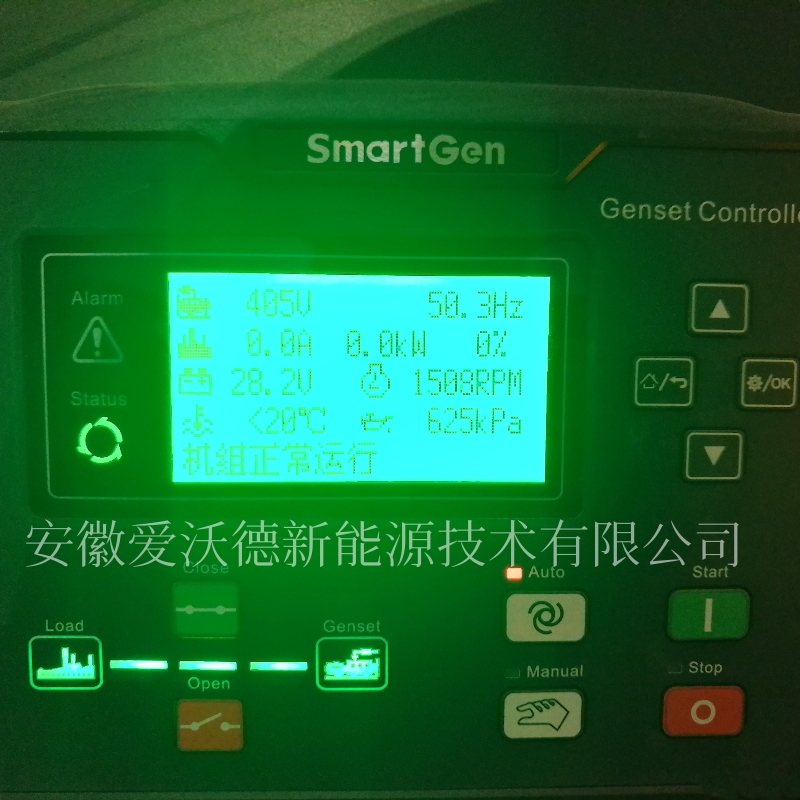 SmartGen
Genset Controlle
Alarm
405V 50.3Hz
0.0A 0.0kW 0%
Status
28.2V 1508RPM
/OK
<20℃ 625kPa
机组正常运行
安徽爱沃德新能源技术有限公司
Close
Auto
Start
Load
Genset
Open
Manual
Stop